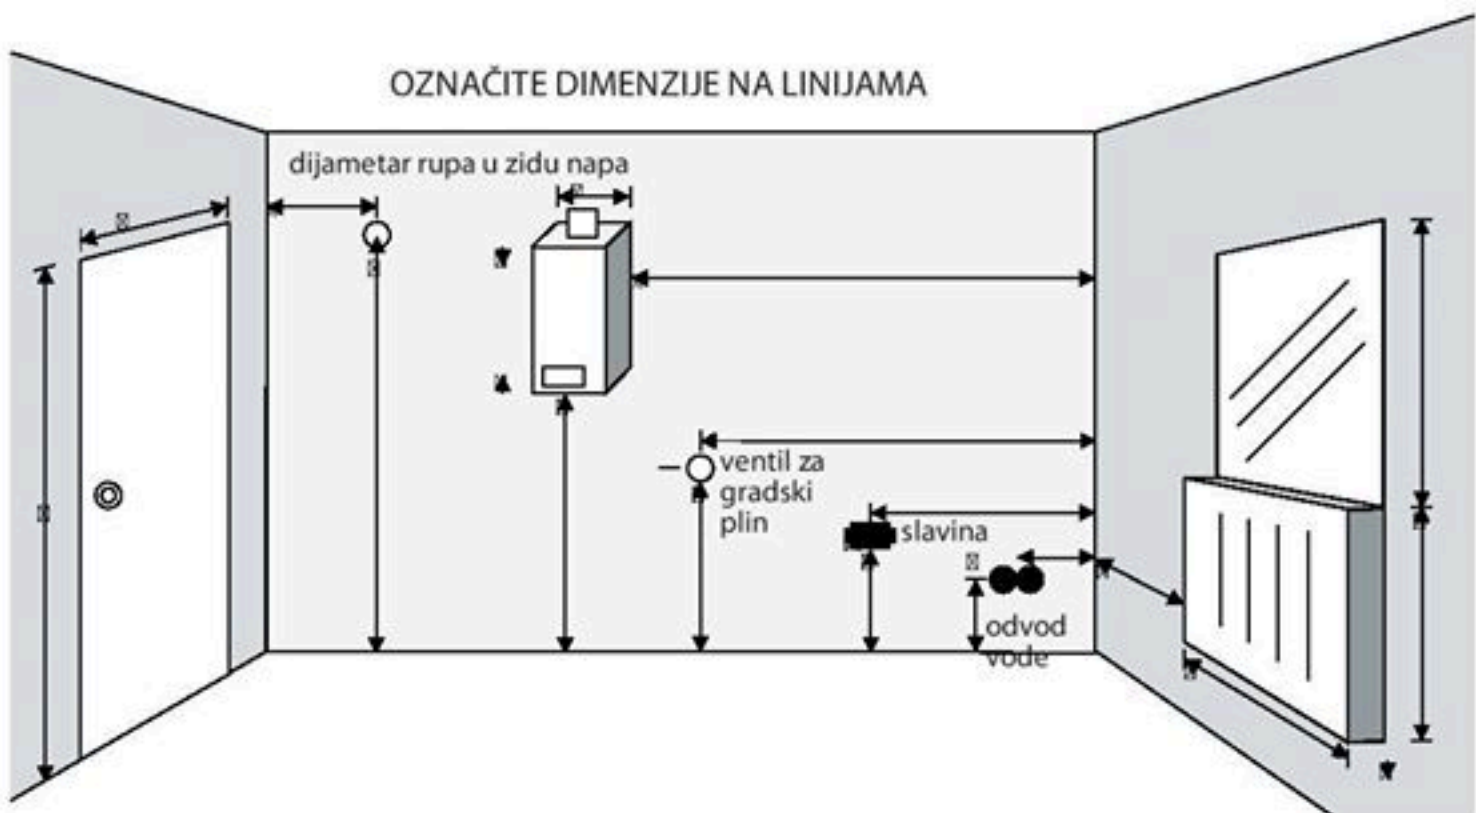 OZNAČITE DIMENZIJE NA LINIJAMA
dijametar rupa u zidu napa
ventil za
gradski
plin
slavina
odvod
vode